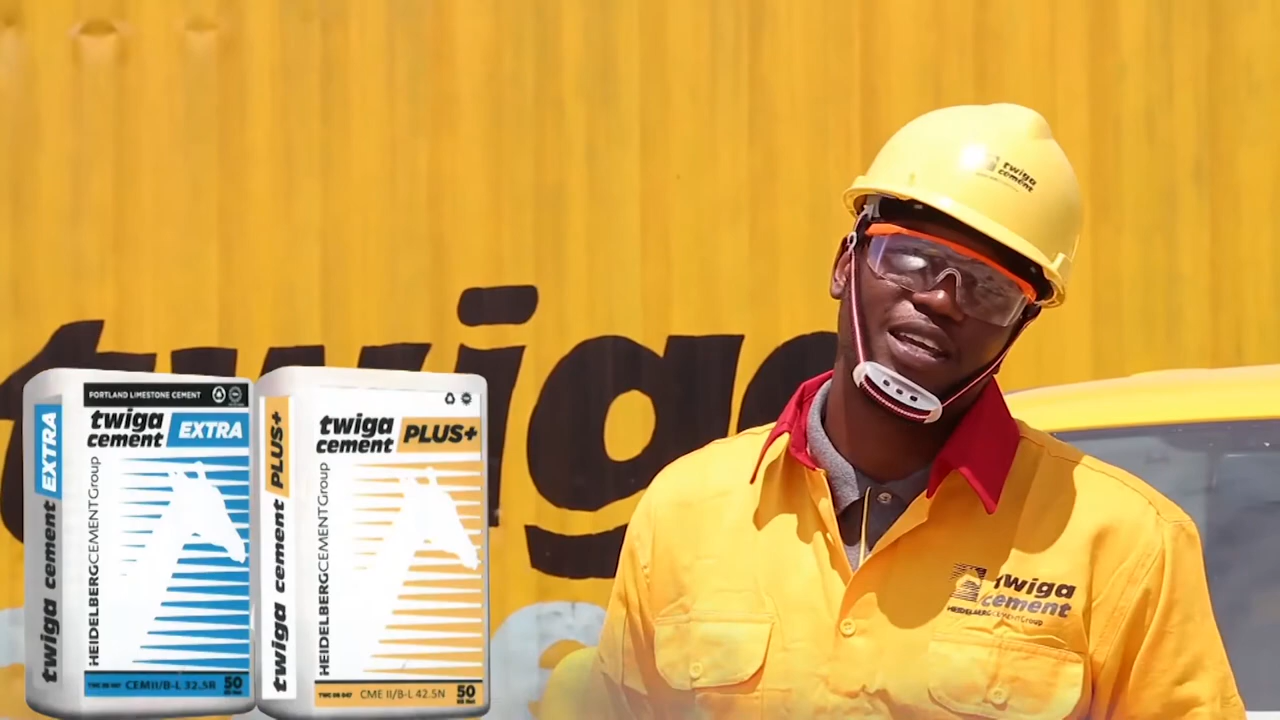 twiga
PORTLAND LIMESTONE CEMENT
twiga
cement
EXTRA
HEIDELBERGCEMENTGroup
CEMII/B-L 32,5R
50
EXTRA
twiga cement
twiga
cement
PLUS+
HEIDELBERGCEMENTGroup
CME II/B-L 42.5N
50
PLUS+
twiga cement
twiga
cement
twiga
cement
HEIDELBERGCEMENTGroup